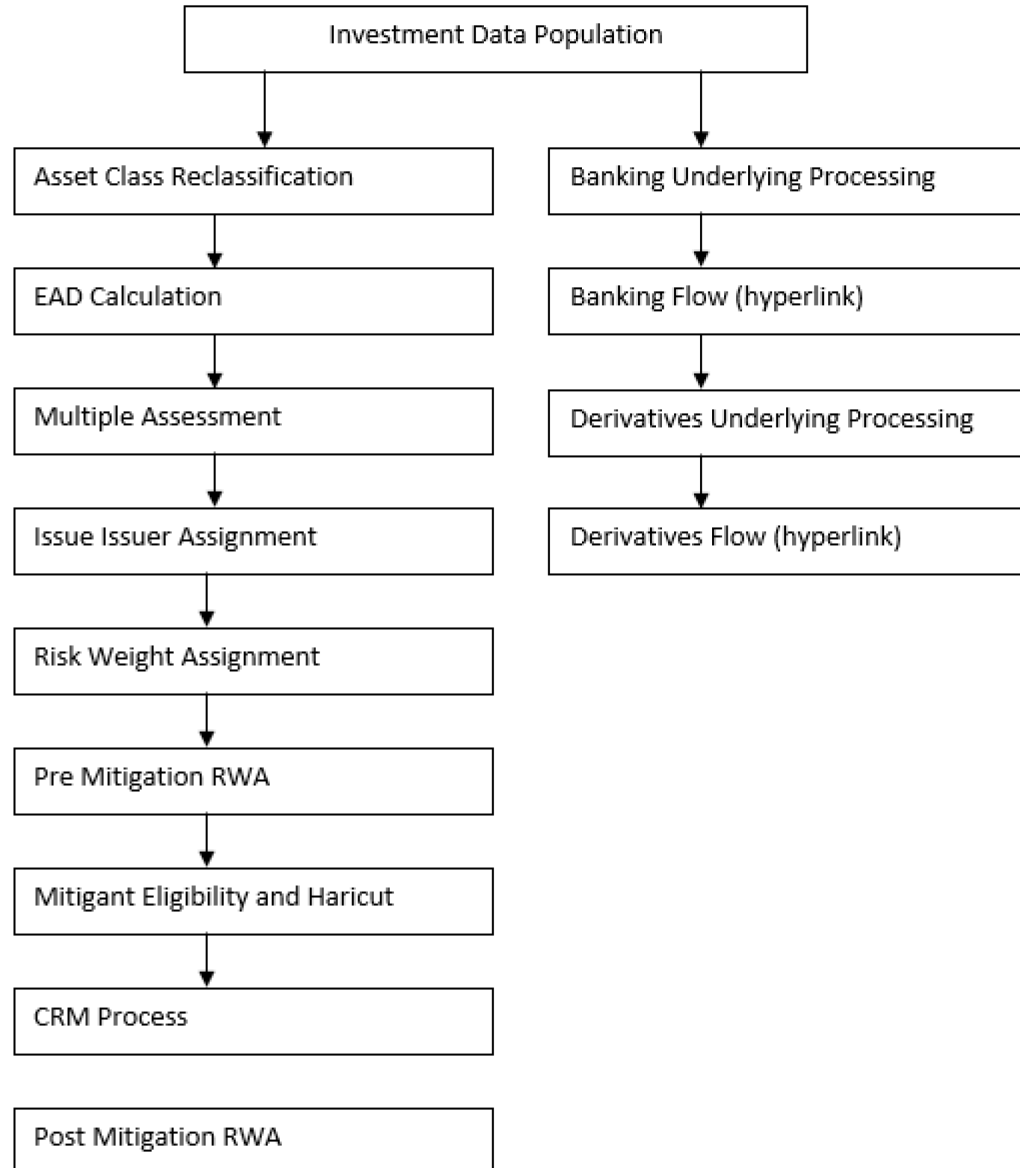 Investment Data Population
Asset Class Reclassification
EAD Calculation
Multiple Assessment
Issue Issuer Assignment
Risk Weight Assignment
Pre Mitigation RWA
Mitigant Eligibility and Haricut
CRM Process
Post Mitigation RWA
Banking Underlying Processing
Banking Flow (hyperlink)
Derivatives Underlying Processing
Derivatives Flow (hyperlink)